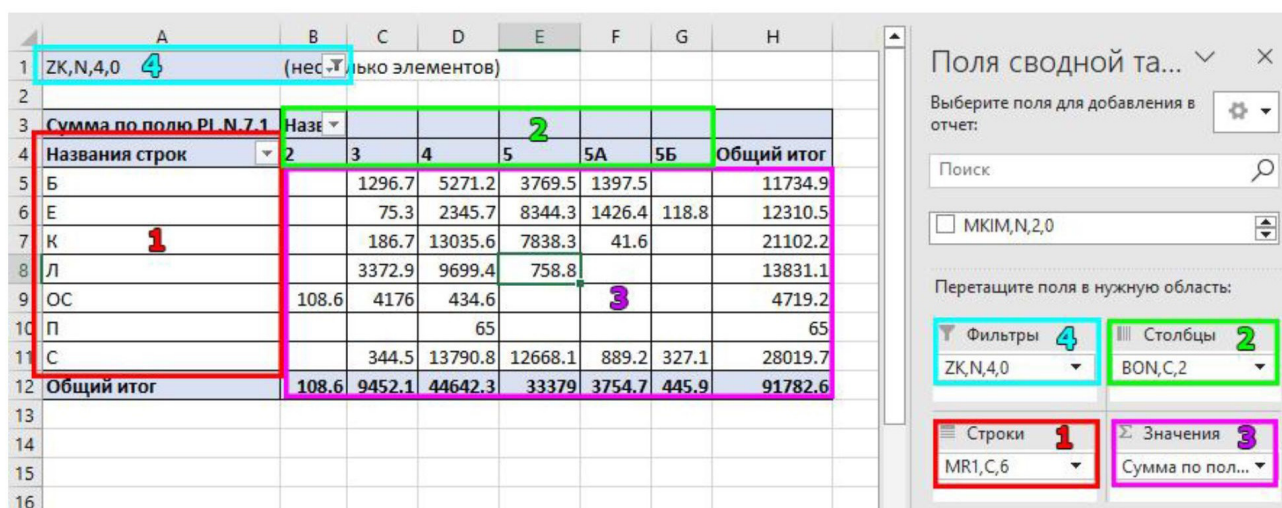 A B C D E F G H
1 ZK,N,4,0 4 (нес лько элементов)
2
3 Сумма по полю PL,N,7,1 Назв 2
4 Названия строк 2 3 4 5 5А 5Б Общий итог
5 Б 1296.7 5271.2 3769.5 1397.5 11734.9
6 Е 75.3 2345.7 8344.3 1426.4 118.8 12310.5
7 К 1 186.7 13035.6 7838.3 41.6 21102.2
8 Л 3372.9 9699.4 758.8 13831.1
9 ОС 108.6 4176 434.6 3 4719.2
10 П 65 65
11 С 344.5 13790.8 12668.1 889.2 327.1 28019.7
12 Общий итог 108.6 9452.1 44642.3 33379 3754.7 445.9 91782.6
13
14
15
16
Поля сводной та...
Выберите поля для добавления в
отчет:
Поиск
MKIM,N,2,0
Перетащите поля в нужную область:
Фильтры 4 Столбцы 2
ZK,N,4,0 BON,C,2
Строки 1 Σ Значения 3
MR1,C,6 Сумма по пол...